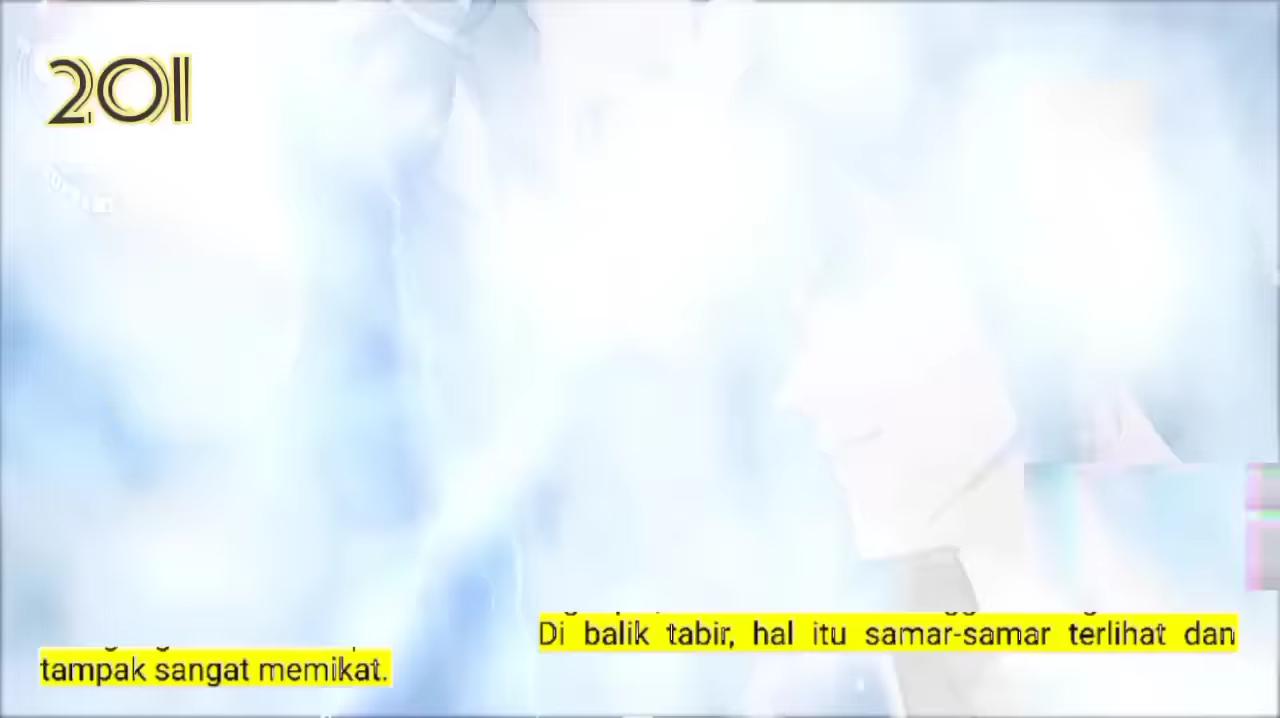 201
Di balik tabir, hal itu samar-samar terlihat dan
tampak sangat memikat.